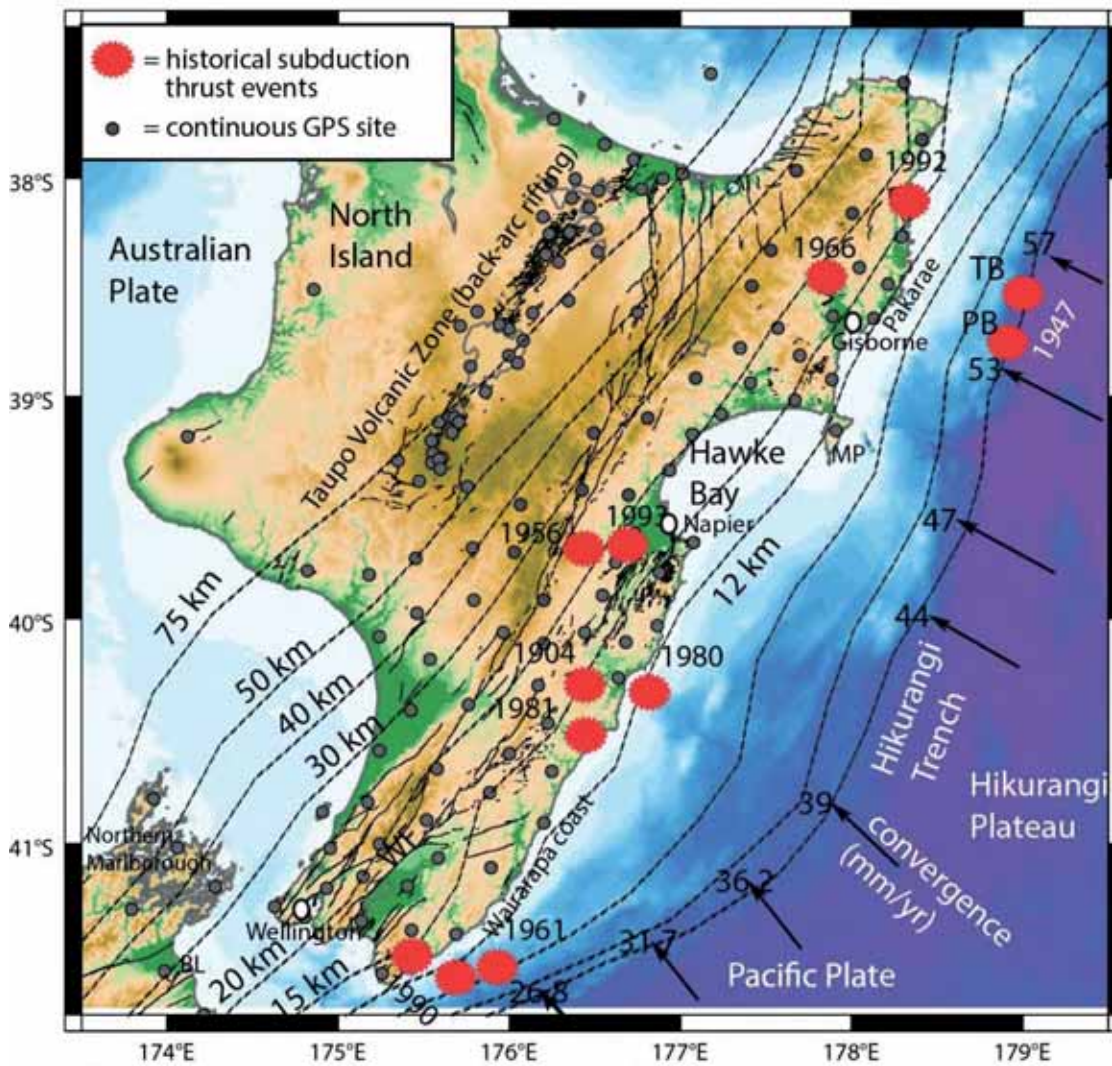 = historical subduction
thrust events
= continuous GPS site
38°S
39°S
40°S
41°S
174°E
175°E
176°E
177°E
178°E
179°E
Australian
Plate
North
Island
Taupo Volcanic Zone (back-arc rifting)
1992
1966
Pakarae
Gisborne
57
TB
PB
1947
53
MP
Hawke
Bay
Napier
1956
1993
47
12 km
44
75 km
50 km
40 km
30 km
1904
1980
1981
Hikurangi
Trench
Hikurangi
Plateau
39
convergence
(mm/yr)
Northern
Marlborough
WF
Wairarapa coast
36.2
Wellington
1961
31.7
BL
20 km
15 km
1990
26.8
Pacific Plate